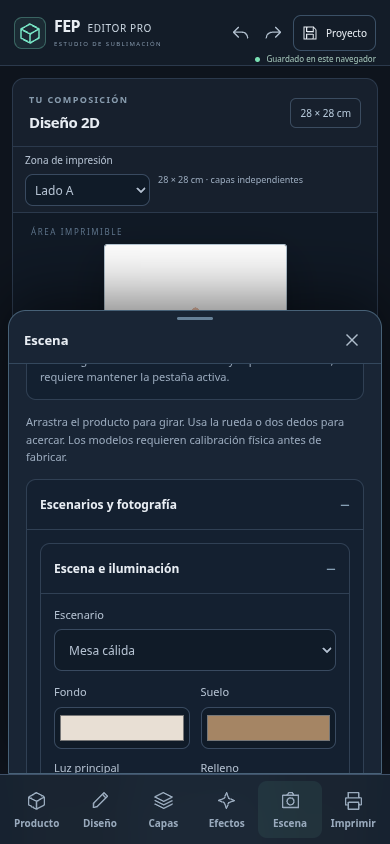 FEP EDITOR PRO
ESTUDIO DE SUBLIMACIÓN
Proyecto
Guardado en este navegador
TU COMPOSICIÓN
Diseño 2D
28 × 28 cm
Zona de impresión
Lado A
28 × 28 cm · capas independientes
ÁREA IMPRIMIBLE
Escena
requiere mantener la pestaña activa.
Arrastra el producto para girar. Usa la rueda o dos dedos para
acercar. Los modelos requieren calibración física antes de
fabricar.
Escenarios y fotografía
Escena e iluminación
Escenario
Mesa cálida
Fondo
Suelo
Luz principal
Relleno
Producto
Diseño
Capas
Efectos
Escena
Imprimir